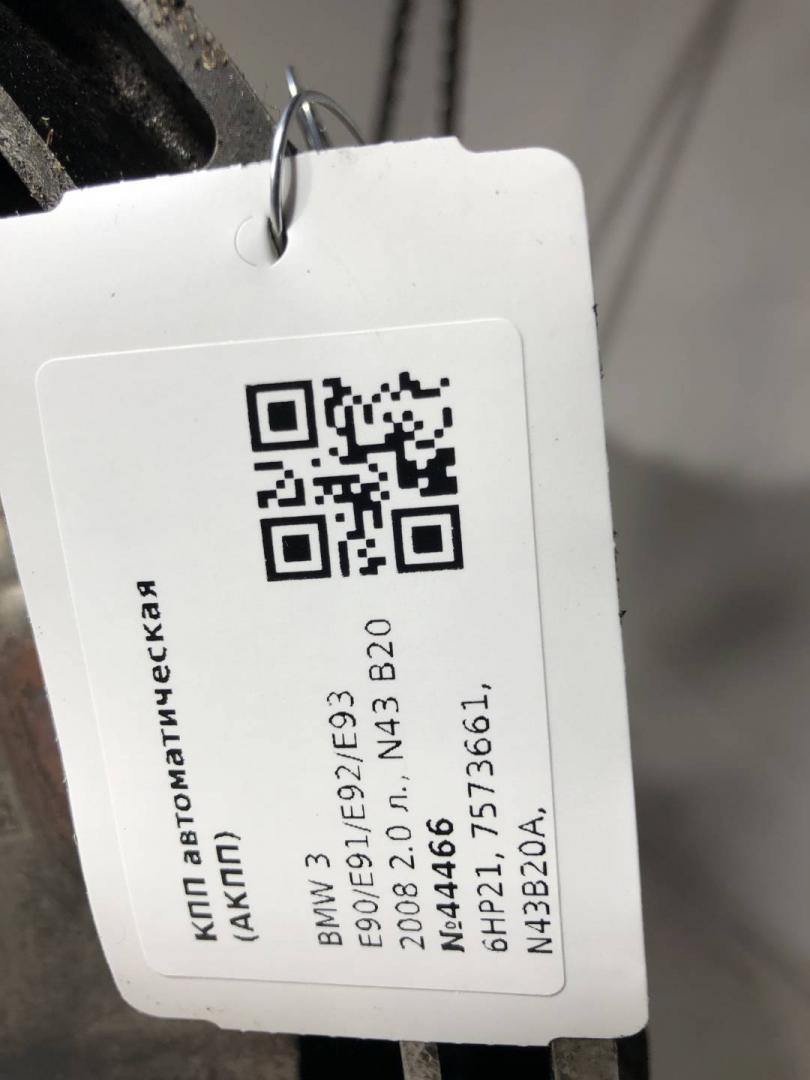 КПП автоматическая
(АКПП)
BMW 3
E90/E91/E92/E93
2008 2.0 л., N43 B20
№44466
6HP21, 7573661,
N43B20A,